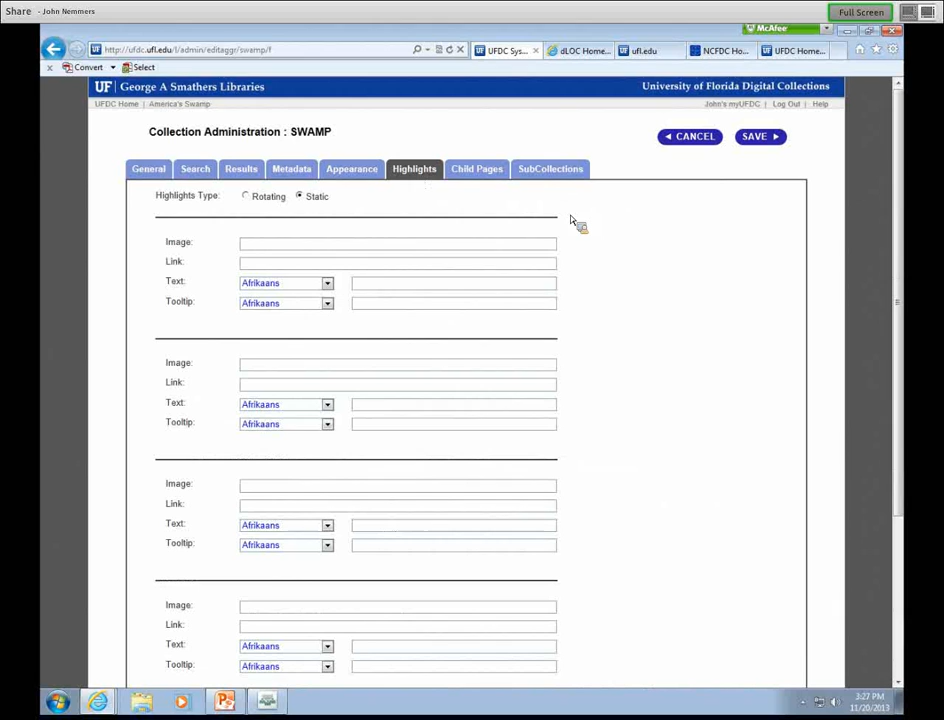 Share - John Nemmers
Full Screen
McAfee
http://ufdc.ufl.edu/l/admin/editaggr/swamp/f
UFDC Sys...
dLOC Home...
ufl.edu
NCFDC Ho...
UFDC Home...
x Convert Select
UF George A Smathers Libraries
University of Florida Digital Collections
UFDC Home | America's Swamp
John's myUFDC | Log Out | Help
Collection Administration : SWAMP
CANCEL
SAVE
General
Search
Results
Metadata
Appearance
Highlights
Child Pages
SubCollections
Highlights Type: Rotating Static
Image:
Link:
Text: Afrikaans
Tooltip: Afrikaans
Image:
Link:
Text: Afrikaans
Tooltip: Afrikaans
Image:
Link:
Text: Afrikaans
Tooltip: Afrikaans
Image:
Link:
Text: Afrikaans
Tooltip: Afrikaans
3:27 PM
11/20/2013